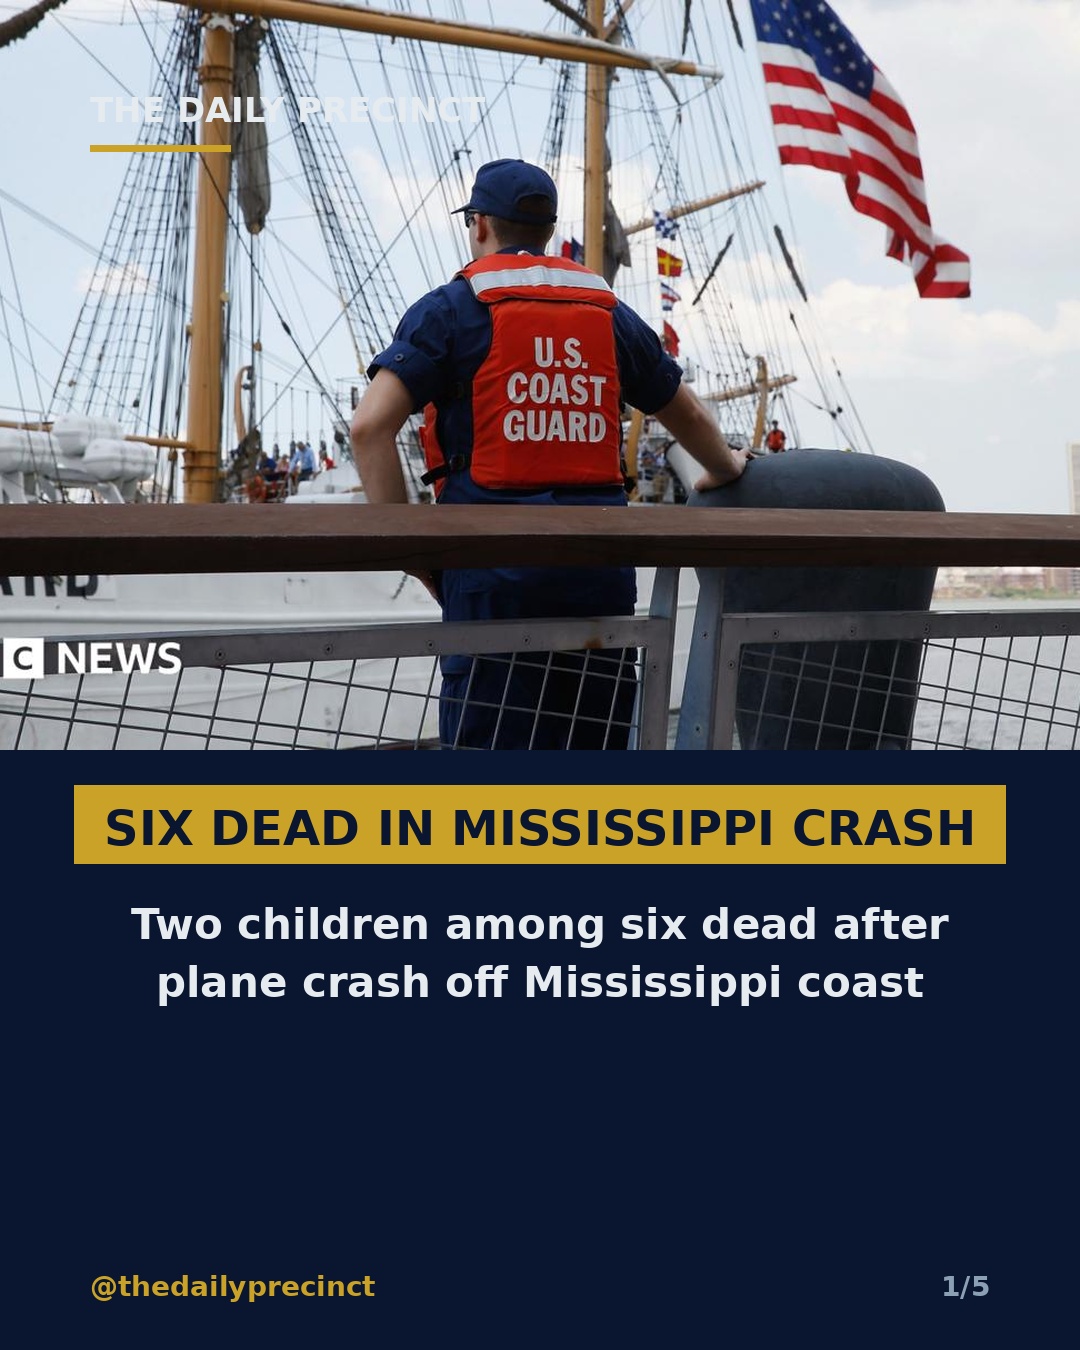 THE DAILY PRECINCT
U.S.
COAST
GUARD
ARD
C NEWS
SIX DEAD IN MISSISSIPPI CRASH
Two children among six dead after
plane crash off Mississippi coast
@thedailyprecinct
1/5